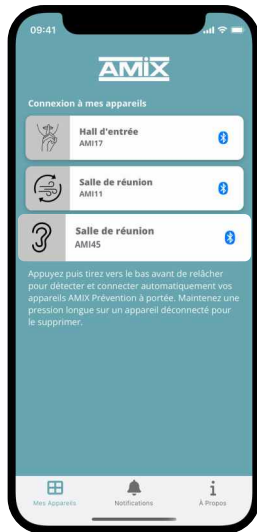 09:41
AMIX
Connexion à mes appareils
Hall d'entrée
AMI17
Salle de réunion
AMI11
Salle de réunion
AMI45
Appuyez puis tirez vers le bas avant de relâcher
pour détecter et connecter automatiquement vos
appareils AMIX Prévention à portée. Maintenez une
pression longue sur un appareil déconnecté pour
le supprimer.
Mes Appareils
Notifications
À Propos